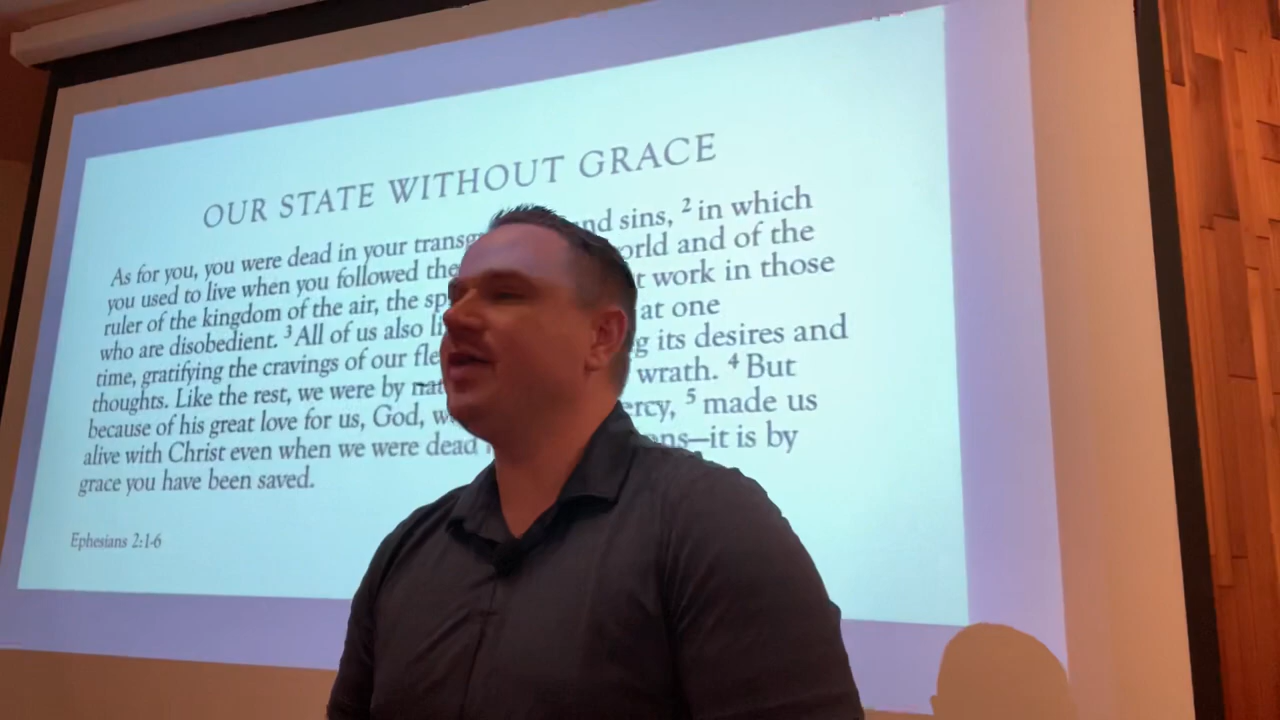 OUR STATE WITHOUT GRACE
As for you, you were dead in your nd sins, ² in which
you used to live when you followed the orld and of the
ruler of the kingdom of the air, the work in those
who are disobedient. ³ All of us also at one
time, gratifying the cravings of our its desires and
thoughts. Like the rest, we were by wrath. ⁴ But
because of his great love for us, God, ercy, ⁵ made us
alive with Christ even when we were dead —it is by
grace you have been saved.
Ephesians 2:1-6